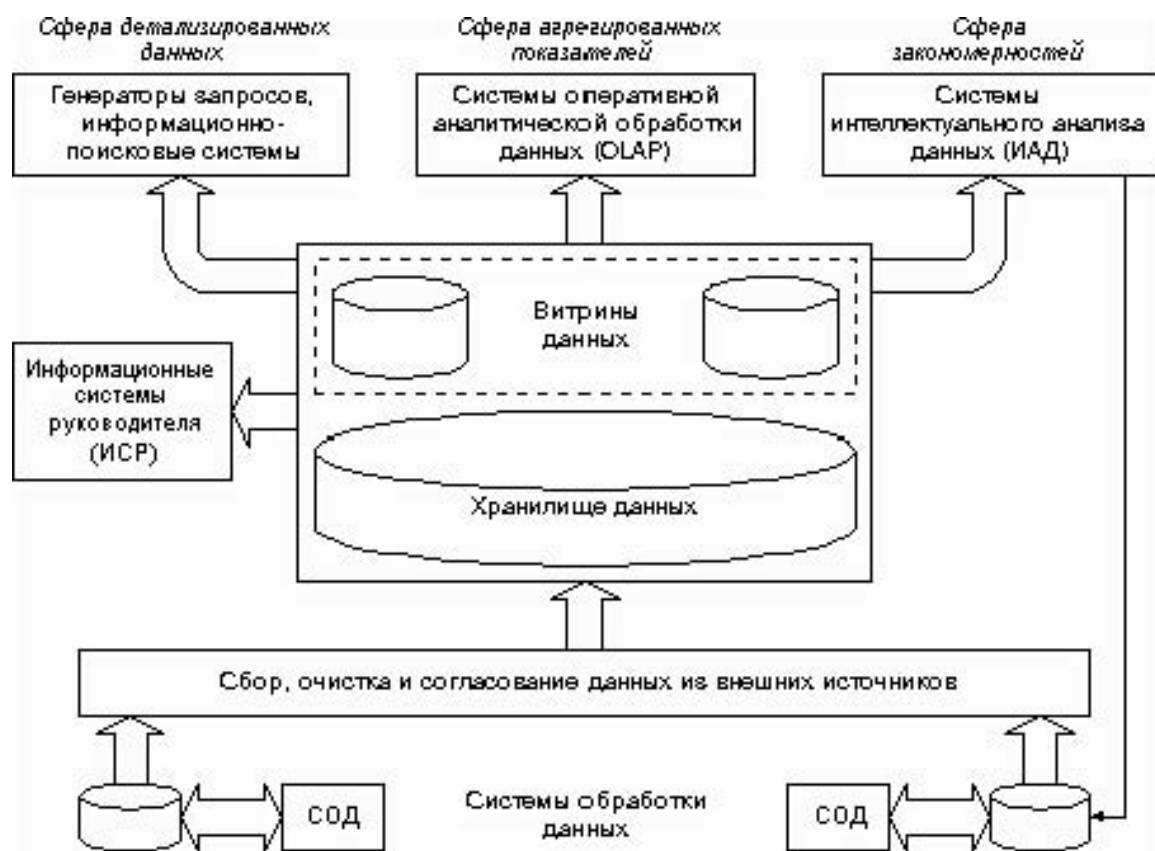 Сфера детализированных
данных
Сфера агрегированных
показателей
Сфера
закономерностей
Генераторы запросов,
информационно-
поисковые системы
Системы оперативной
аналитической обработки
данных (OLAP)
Системы
интеллектуального анализа
данных (ИАД)
Витрины
данных
Информационные
системы
руководителя
(ИСР)
Хранилище данных
Сбор, очистка и согласование данных из внешних источников
СОД
Системы обработки
данных
СОД